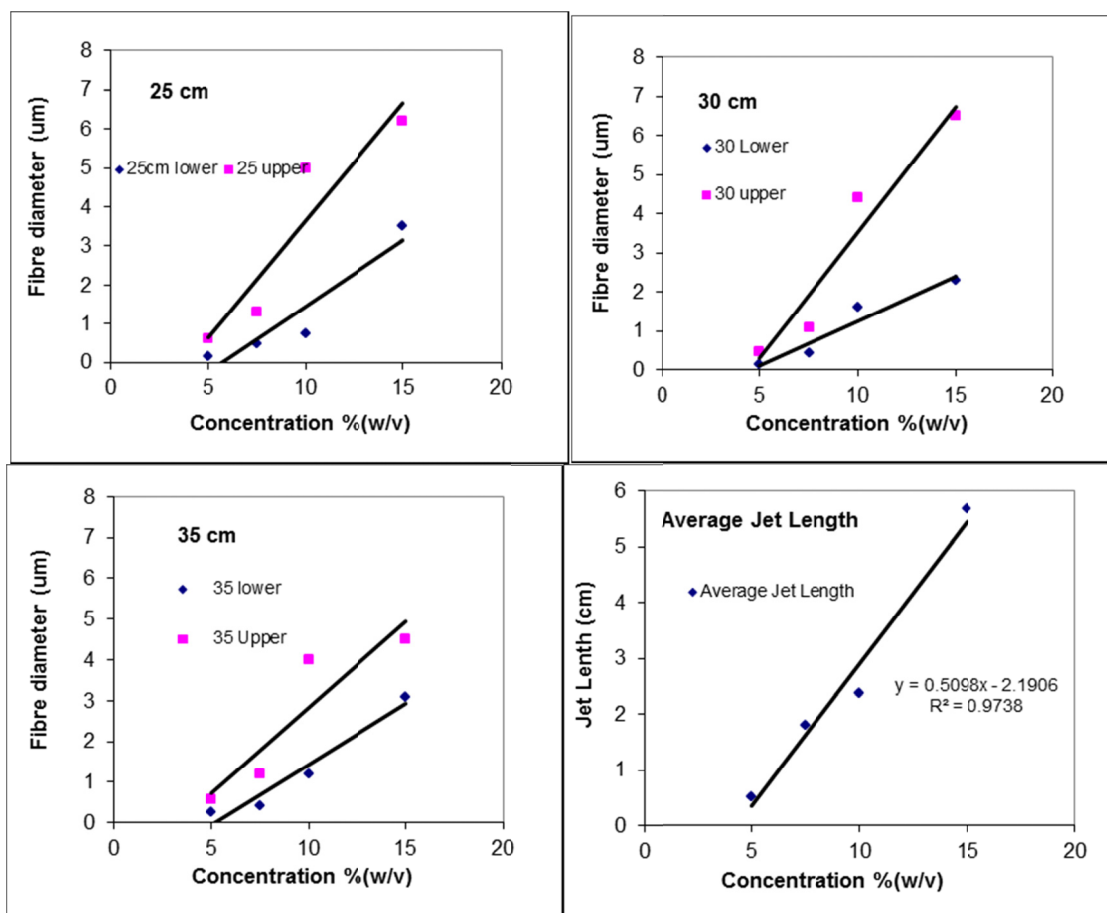 8
7
6
5
4
3
2
1
0
Fibre diameter (um)
25 cm
25cm lower 25 upper
0 5 10 15 20
Concentration %(w/v)
8
7
6
5
4
3
2
1
0
Fibre diameter (um)
30 cm
30 Lower
30 upper
0 5 10 15 20
Concentration %(w/v)
8
7
6
5
4
3
2
1
0
Fibre diameter (um)
35 cm
35 lower
35 Upper
0 5 10 15 20
Concentration %(w/v)
6
5
4
3
2
1
0
Jet Lenth (cm)
Average Jet Length
Average Jet Length
y = 0.5098x - 2.1906
R² = 0.9738
0 5 10 15 20
Concentration %(w/v)